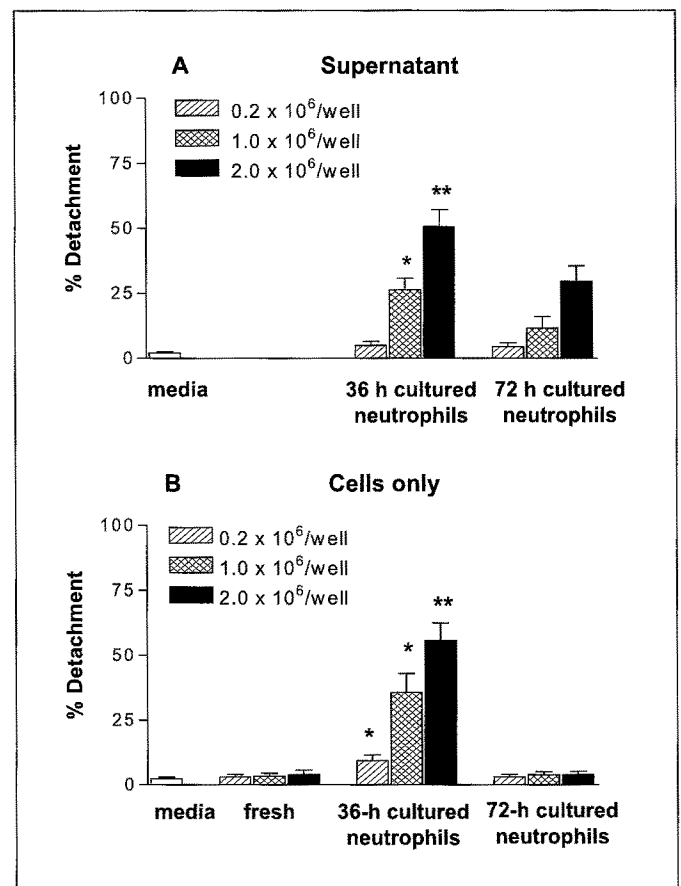 A Supernatant
100
75
50
25
0
% Detachment
0.2 x 10⁶/well
1.0 x 10⁶/well
2.0 x 10⁶/well
*
**
media
36 h cultured neutrophils
72 h cultured neutrophils
B Cells only
100
75
50
25
0
% Detachment
0.2 x 10⁶/well
1.0 x 10⁶/well
2.0 x 10⁶/well
*
*
**
media
fresh
36-h cultured neutrophils
72-h cultured neutrophils